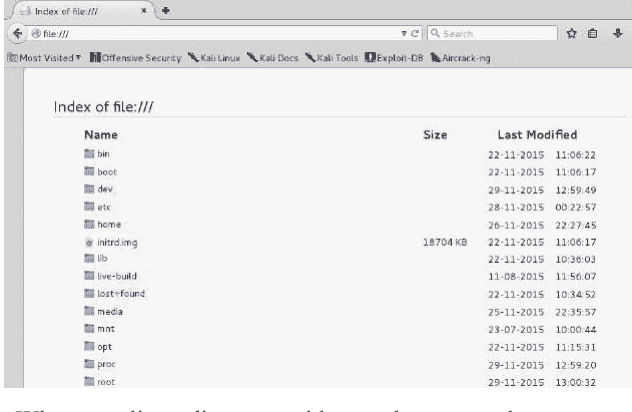 Index of file:///
file:///
Search
Most Visited Offensive Security Kali Linux Kali Docs Kali Tools Exploit-DB Aircrack-ng
Index of file:///
Name Size Last Modified
bin 22-11-2015 11:06:22
boot 22-11-2015 11:06:17
dev 29-11-2015 12:59:49
etc 28-11-2015 00:22:57
home 26-11-2015 22:27:45
initrd.img 18704 KB 22-11-2015 11:06:17
lib 22-11-2015 10:36:03
live-build 11-08-2015 11:56:07
lost+found 22-11-2015 10:34:52
media 25-11-2015 22:35:57
mnt 23-07-2015 10:00:44
opt 22-11-2015 11:15:31
proc 29-11-2015 12:59:20
root 29-11-2015 13:00:32